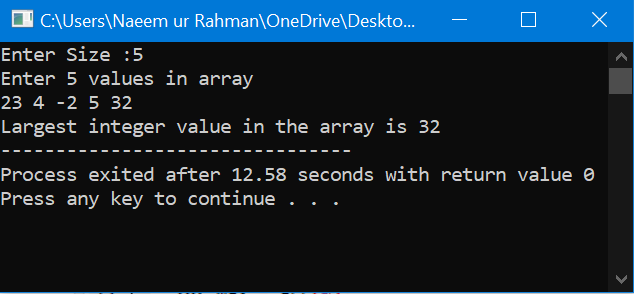 C:\Users\Naeem ur Rahman\OneDrive\Deskto...
Enter Size :5
Enter 5 values in array
23 4 -2 5 32
Largest integer value in the array is 32
--------------------------------
Process exited after 12.58 seconds with return value 0
Press any key to continue . . .